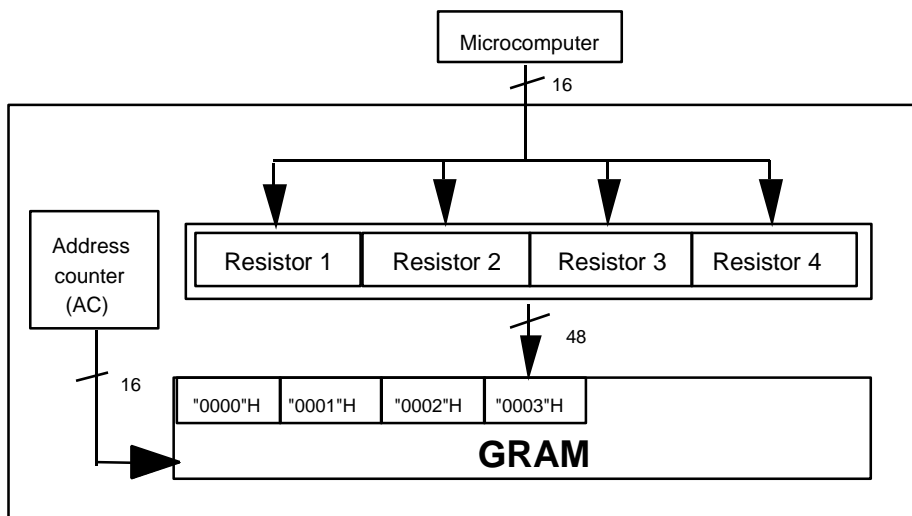 Microcomputer
16
Address
counter
(AC)
Resistor 1
Resistor 2
Resistor 3
Resistor 4
48
16
"0000"H
"0001"H
"0002"H
"0003"H
GRAM